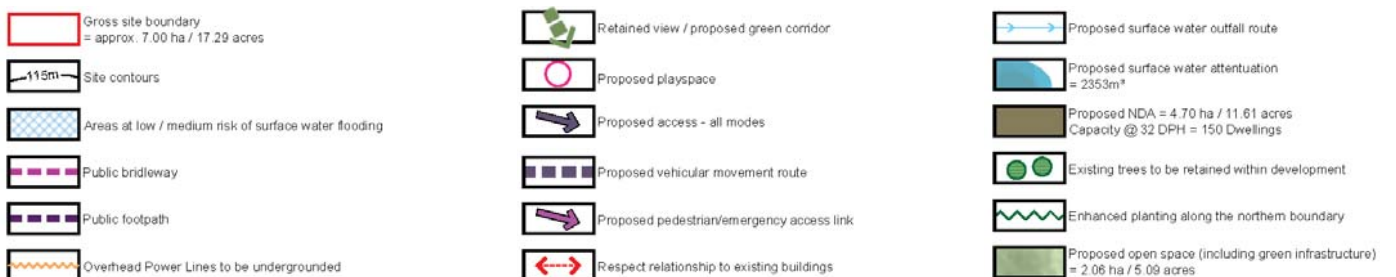 Gross site boundary
= approx. 7.00 ha / 17.29 acres
115m
Site contours
Areas at low / medium risk of surface water flooding
Public bridleway
Public footpath
Overhead Power Lines to be undergrounded
Retained view / proposed green corridor
Proposed playspace
Proposed access - all modes
Proposed vehicular movement route
Proposed pedestrian/emergency access link
Respect relationship to existing buildings
Proposed surface water outfall route
Proposed surface water attentuation
= 2353m³
Proposed NDA = 4.70 ha / 11.61 acres
Capacity @ 32 DPH = 150 Dwellings
Existing trees to be retained within development
Enhanced planting along the northern boundary
Proposed open space (including green infrastructure)
= 2.06 ha / 5.09 acres